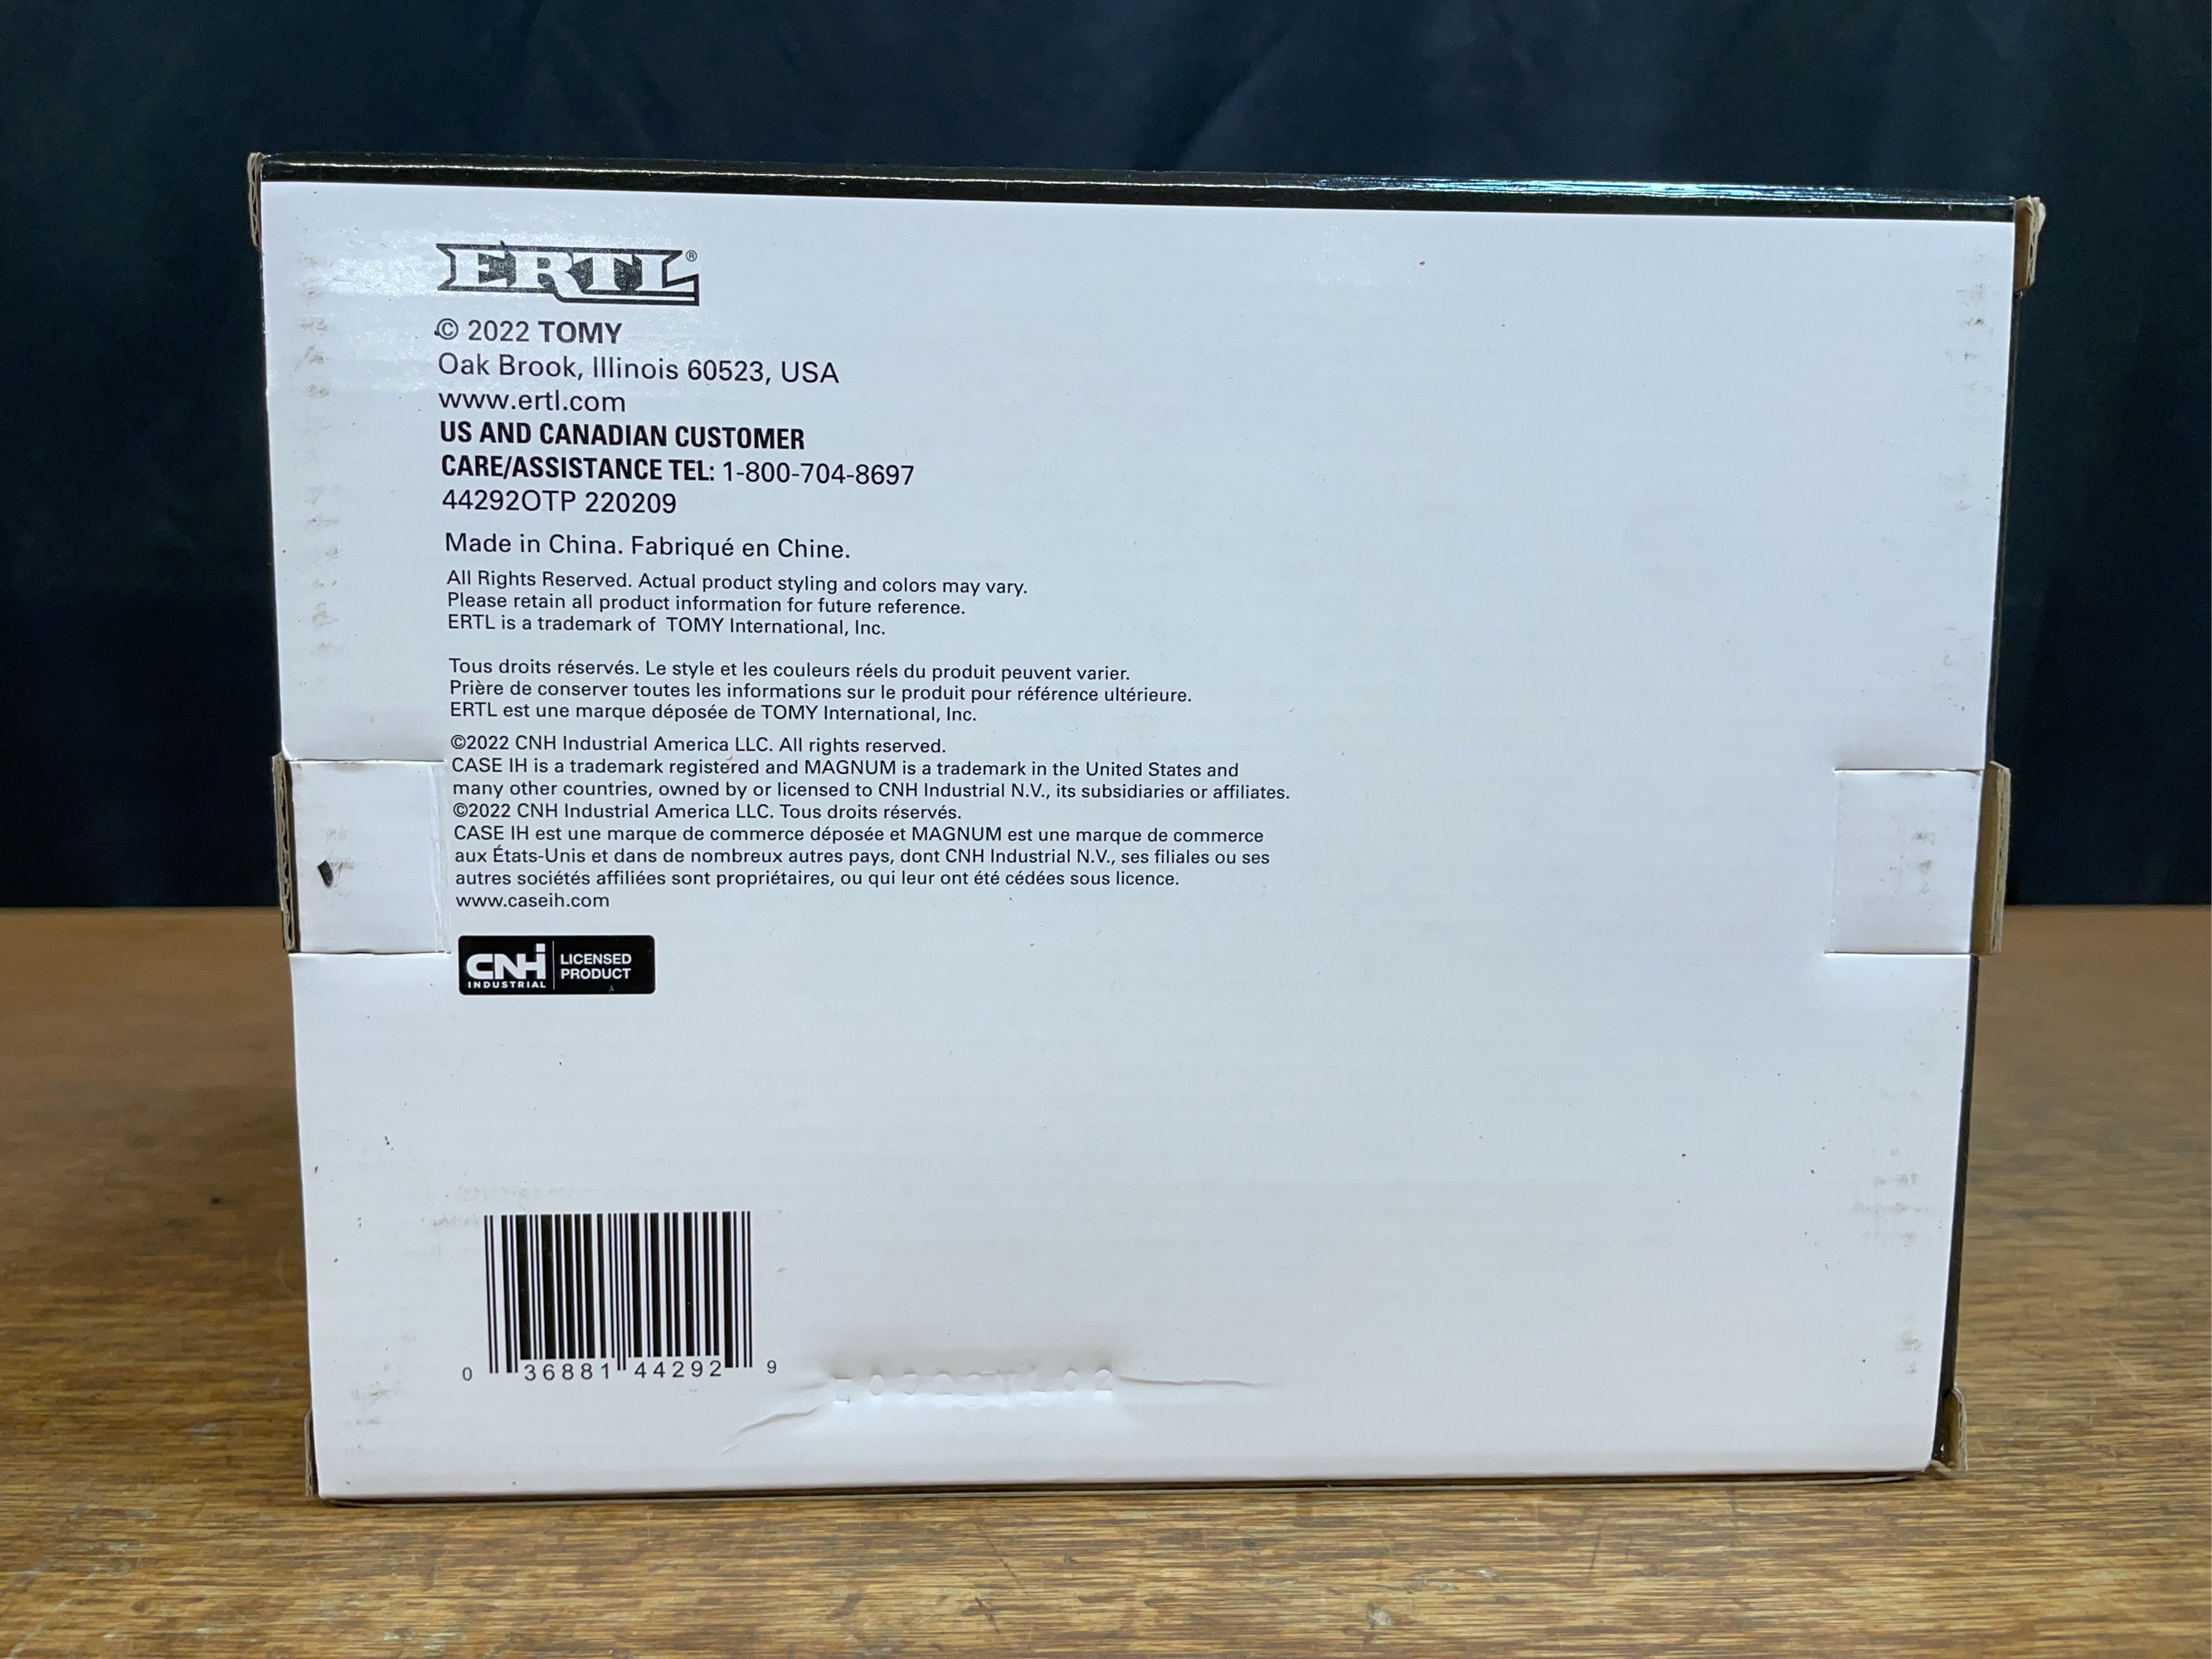 ERTL®
© 2022 TOMY
Oak Brook, Illinois 60523, USA
www.ertl.com
US AND CANADIAN CUSTOMER
CARE/ASSISTANCE TEL: 1-800-704-8697
44292OTP 220209
Made in China. Fabriqué en Chine.
All Rights Reserved. Actual product styling and colors may vary.
Please retain all product information for future reference.
ERTL is a trademark of TOMY International, Inc.
Tous droits réservés. Le style et les couleurs réels du produit peuvent varier.
Prière de conserver toutes les informations sur le produit pour référence ultérieure.
ERTL est une marque déposée de TOMY International, Inc.
©2022 CNH Industrial America LLC. All rights reserved.
CASE IH is a trademark registered and MAGNUM is a trademark in the United States and
many other countries, owned by or licensed to CNH Industrial N.V., its subsidiaries or affiliates.
©2022 CNH Industrial America LLC. Tous droits réservés.
CASE IH est une marque de commerce déposée et MAGNUM est une marque de commerce
aux États-Unis et dans de nombreux autres pays, dont CNH Industrial N.V., ses filiales ou ses
autres sociétés affiliées sont propriétaires, ou qui leur ont été cédées sous licence.
www.caseih.com
CNH INDUSTRIAL LICENSED PRODUCT
0 36881 44292 9